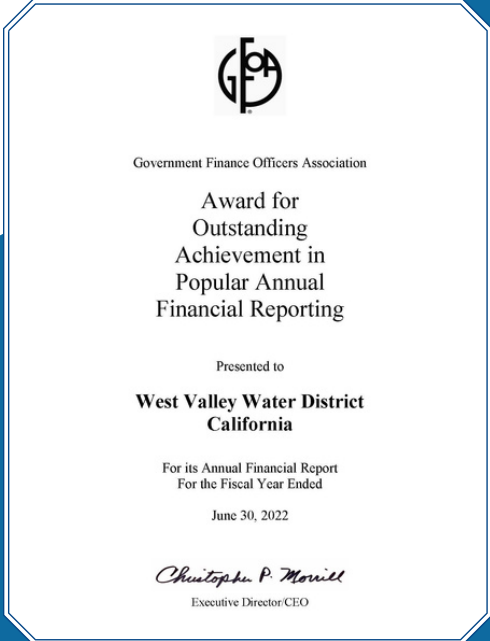 GFOA
Government Finance Officers Association
Award for
Outstanding
Achievement in
Popular Annual
Financial Reporting
Presented to
West Valley Water District
California
For its Annual Financial Report
For the Fiscal Year Ended
June 30, 2022
Christopher P. Morrill
Executive Director/CEO